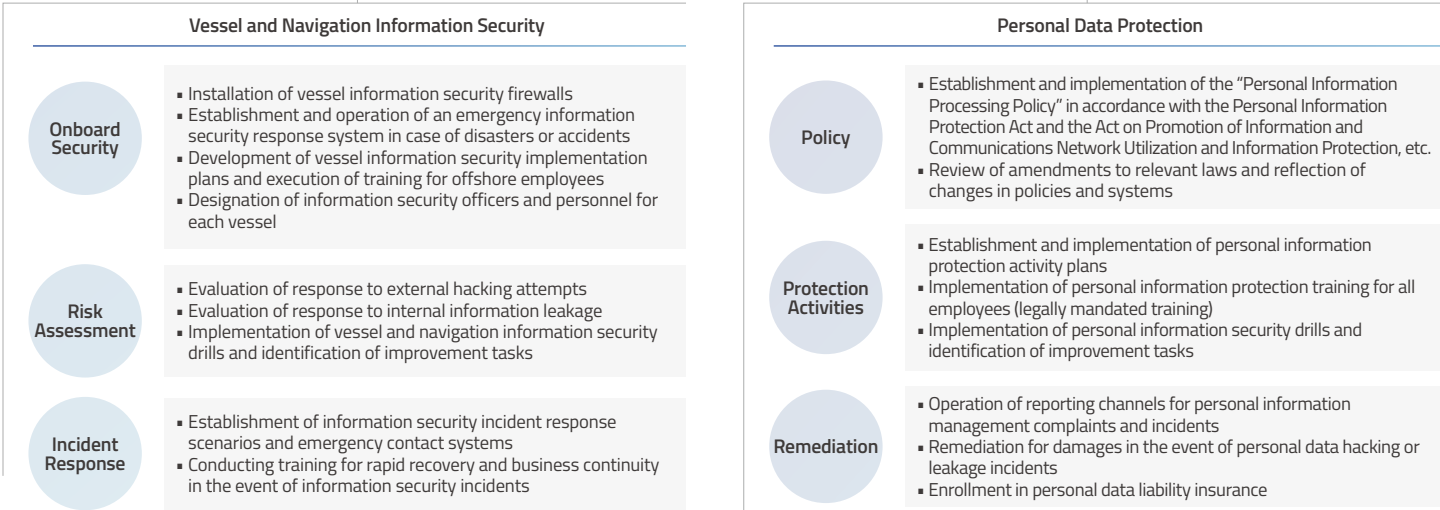 Vessel and Navigation Information Security
Onboard
Security
▪ Installation of vessel information security firewalls
▪ Establishment and operation of an emergency information
security response system in case of disasters or accidents
▪ Development of vessel information security implementation
plans and execution of training for offshore employees
▪ Designation of information security officers and personnel for
each vessel
Risk
Assessment
▪ Evaluation of response to external hacking attempts
▪ Evaluation of response to internal information leakage
▪ Implementation of vessel and navigation information security
drills and identification of improvement tasks
Incident
Response
▪ Establishment of information security incident response
scenarios and emergency contact systems
▪ Conducting training for rapid recovery and business continuity
in the event of information security incidents
Personal Data Protection
Policy
▪ Establishment and implementation of the “Personal Information
Processing Policy” in accordance with the Personal Information
Protection Act and the Act on Promotion of Information and
Communications Network Utilization and Information Protection, etc.
▪ Review of amendments to relevant laws and reflection of
changes in policies and systems
Protection
Activities
▪ Establishment and implementation of personal information
protection activity plans
▪ Implementation of personal information protection training for all
employees (legally mandated training)
▪ Implementation of personal information security drills and
identification of improvement tasks
Remediation
▪ Operation of reporting channels for personal information
management complaints and incidents
▪ Remediation for damages in the event of personal data hacking or
leakage incidents
▪ Enrollment in personal data liability insurance